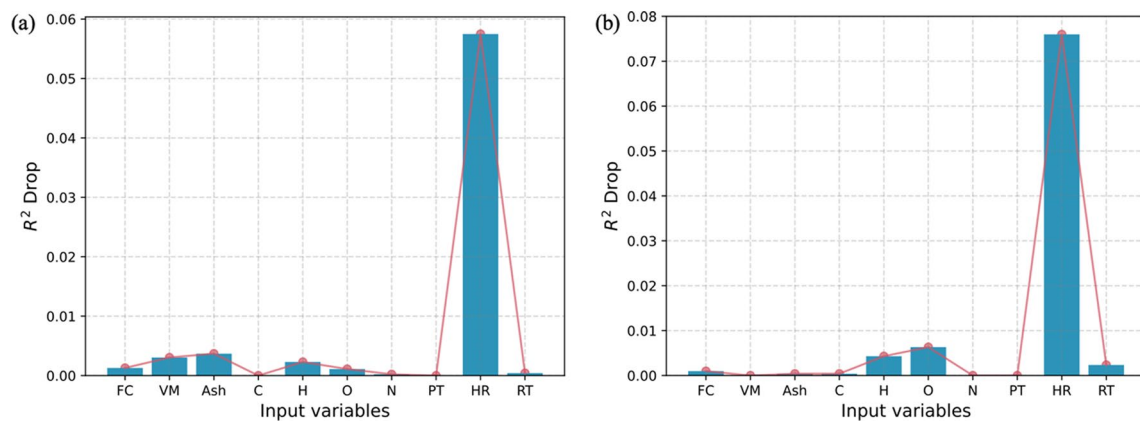 (a)
R² Drop
0.06
0.05
0.04
0.03
0.02
0.01
0.00
FC VM Ash C H O N PT HR RT
Input variables
(b)
R² Drop
0.08
0.07
0.06
0.05
0.04
0.03
0.02
0.01
0.00
FC VM Ash C H O N PT HR RT
Input variables